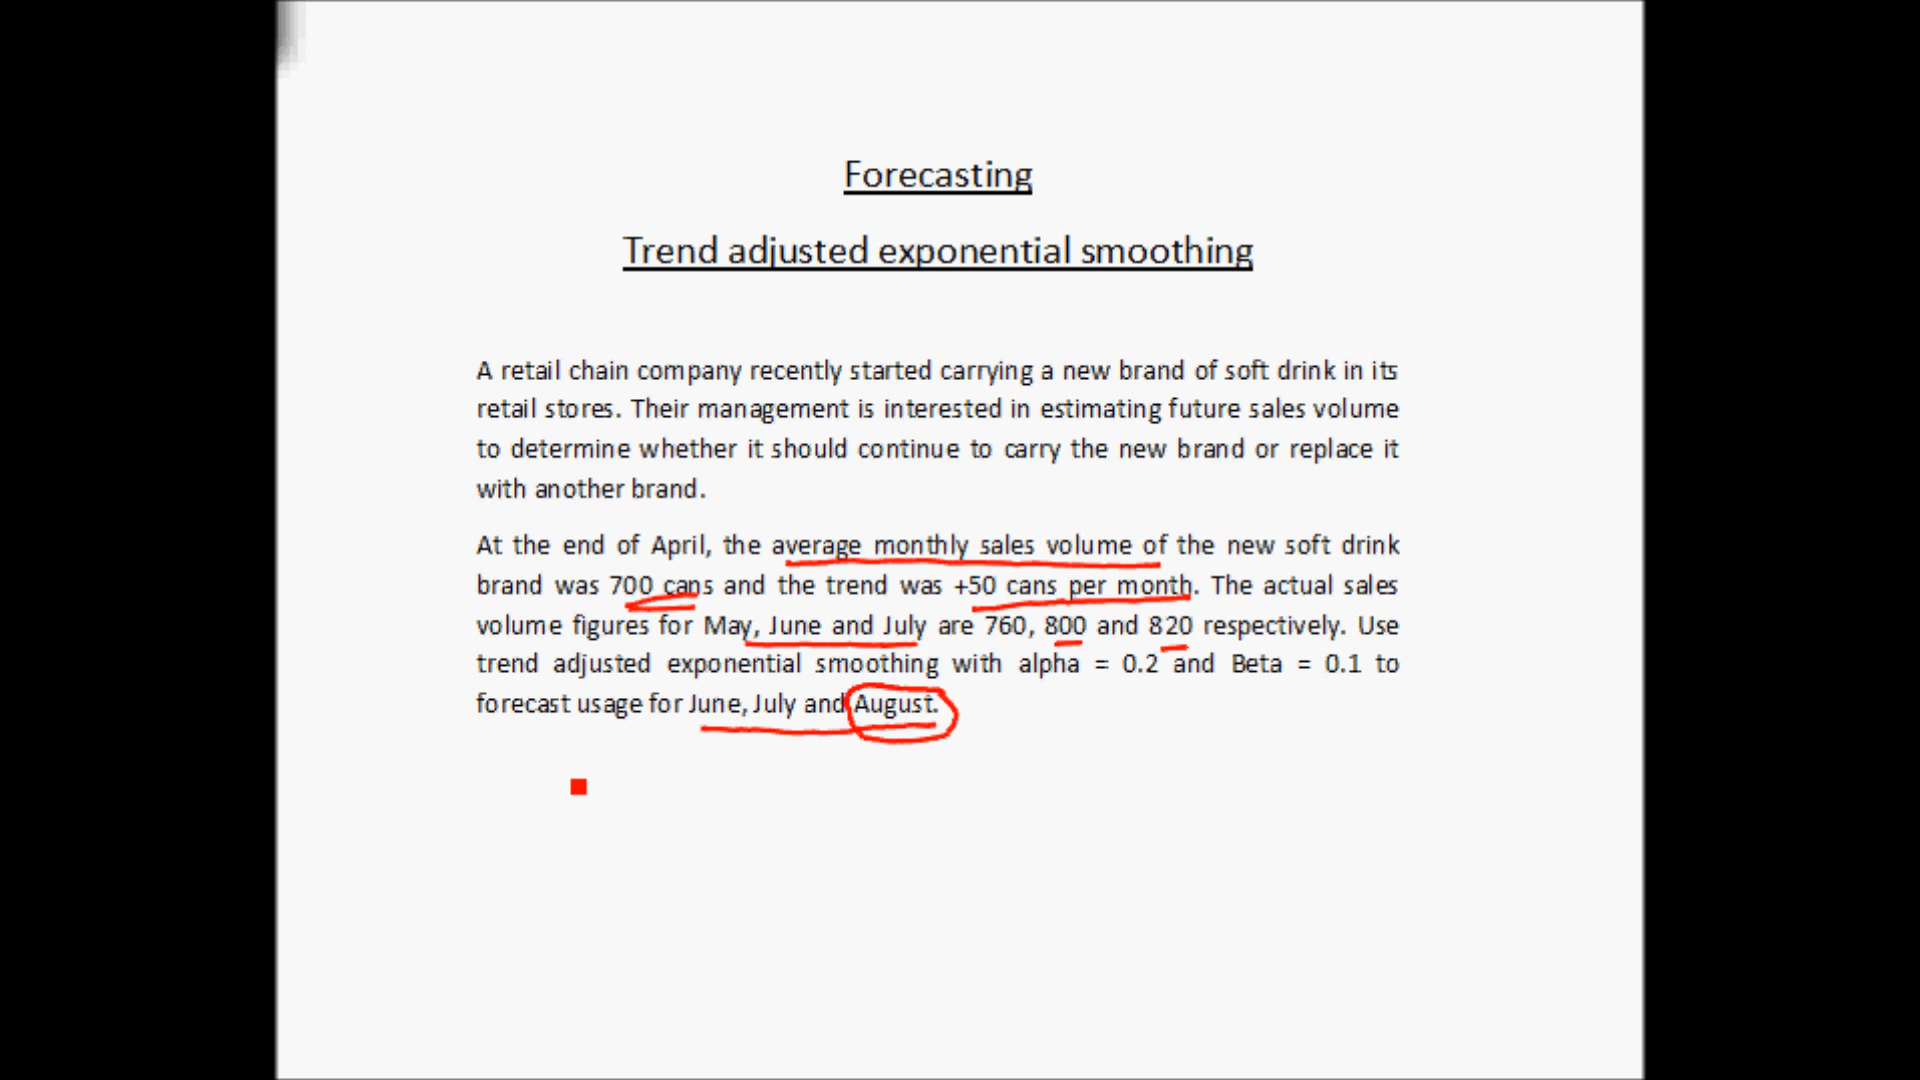 Forecasting
Trend adjusted exponential smoothing
A retail chain company recently started carrying a new brand of soft drink in its
retail stores. Their management is interested in estimating future sales volume
to determine whether it should continue to carry the new brand or replace it
with another brand.
At the end of April, the average monthly sales volume of the new soft drink
brand was 700 cans and the trend was +50 cans per month. The actual sales
volume figures for May, June and July are 760, 800 and 820 respectively. Use
trend adjusted exponential smoothing with alpha = 0.2 and Beta = 0.1 to
forecast usage for June, July and August.